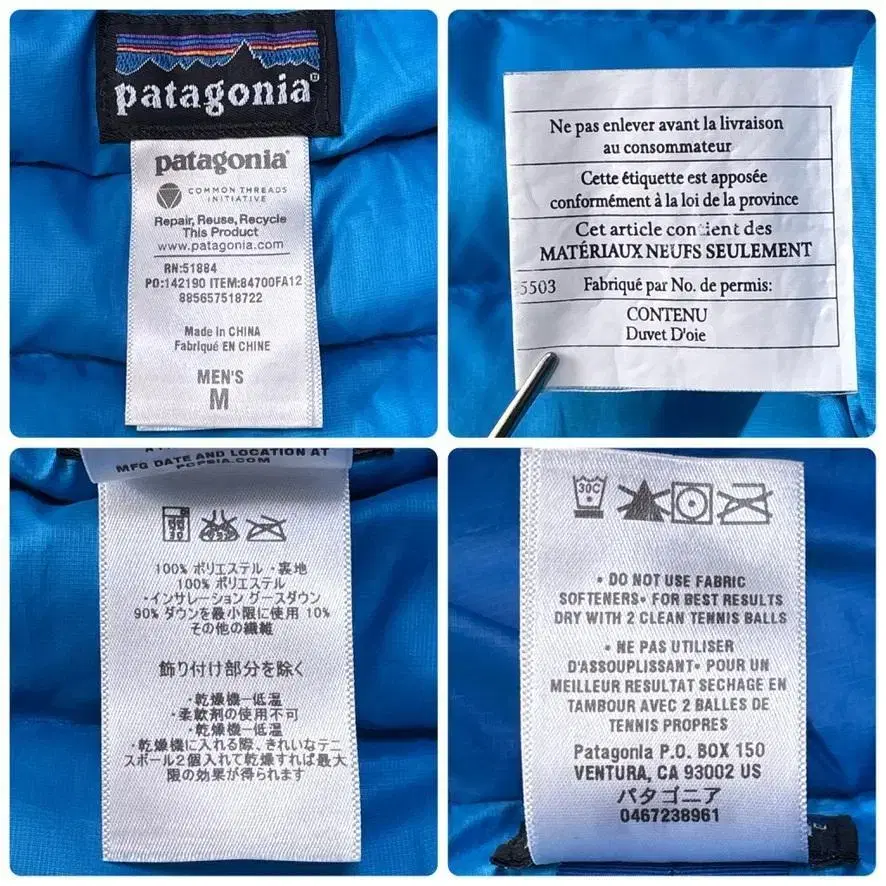 patagonia
patagonia
COMMON THREADS
INITIATIVE
Repair, Reuse, Recycle
This Product
www.patagonia.com
RN:51884
PO:142190 ITEM:84700FA12
885657518722
Made in CHINA
Fabriqué EN CHINE
MEN'S
M
Ne pas enlever avant la livraison
au consommateur
Cette étiquette est apposée
conformément à la loi de la province
Cet article contient des
MATÉRIAUX NEUFS SEULEMENT
5503 Fabriqué par No. de permis:
CONTENU
Duvet D'oie
MFG DATE AND LOCATION AT
30
100% ポリエステル ・裏地
100% ポリエステル
・インサレーション グースダウン
90% ダウンを最小限に使用 10%
その他の繊維
飾り付け部分を除く
・乾燥機ー低温
・柔軟剤の使用不可
・乾燥機ー低温
・乾燥機に入れる際、きれいなテニ
スボール2個入れて乾燥すれば最大
限の効果が得られます
30C
• DO NOT USE FABRIC
SOFTENERS• FOR BEST RESULTS
DRY WITH 2 CLEAN TENNIS BALLS
• NE PAS UTILISER
D'ASSOUPLISSANT• POUR UN
MEILLEUR RESULTAT SECHAGE EN
TAMBOUR AVEC 2 BALLES DE
TENNIS PROPRES
Patagonia P.O. BOX 150
VENTURA, CA 93002 US
パタゴニア
0467238961